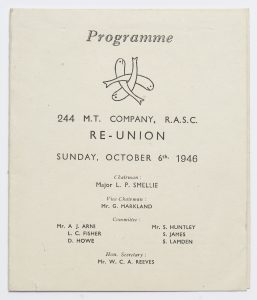 Programme
244 M.T. COMPANY, R.A.S.C.
RE-UNION
SUNDAY, OCTOBER 6th, 1946
Chairman:
Major L. P. SMELLIE
Vice-Chairman:
Mr. G. MARKLAND
Committee:
Mr. A J. ARNI Mr. S. HUNTLEY
L. C. FISHER S. JAMES
D. HOWE S. LAMDEN
Hon. Secretary:
Mr. W. C. A. REEVES